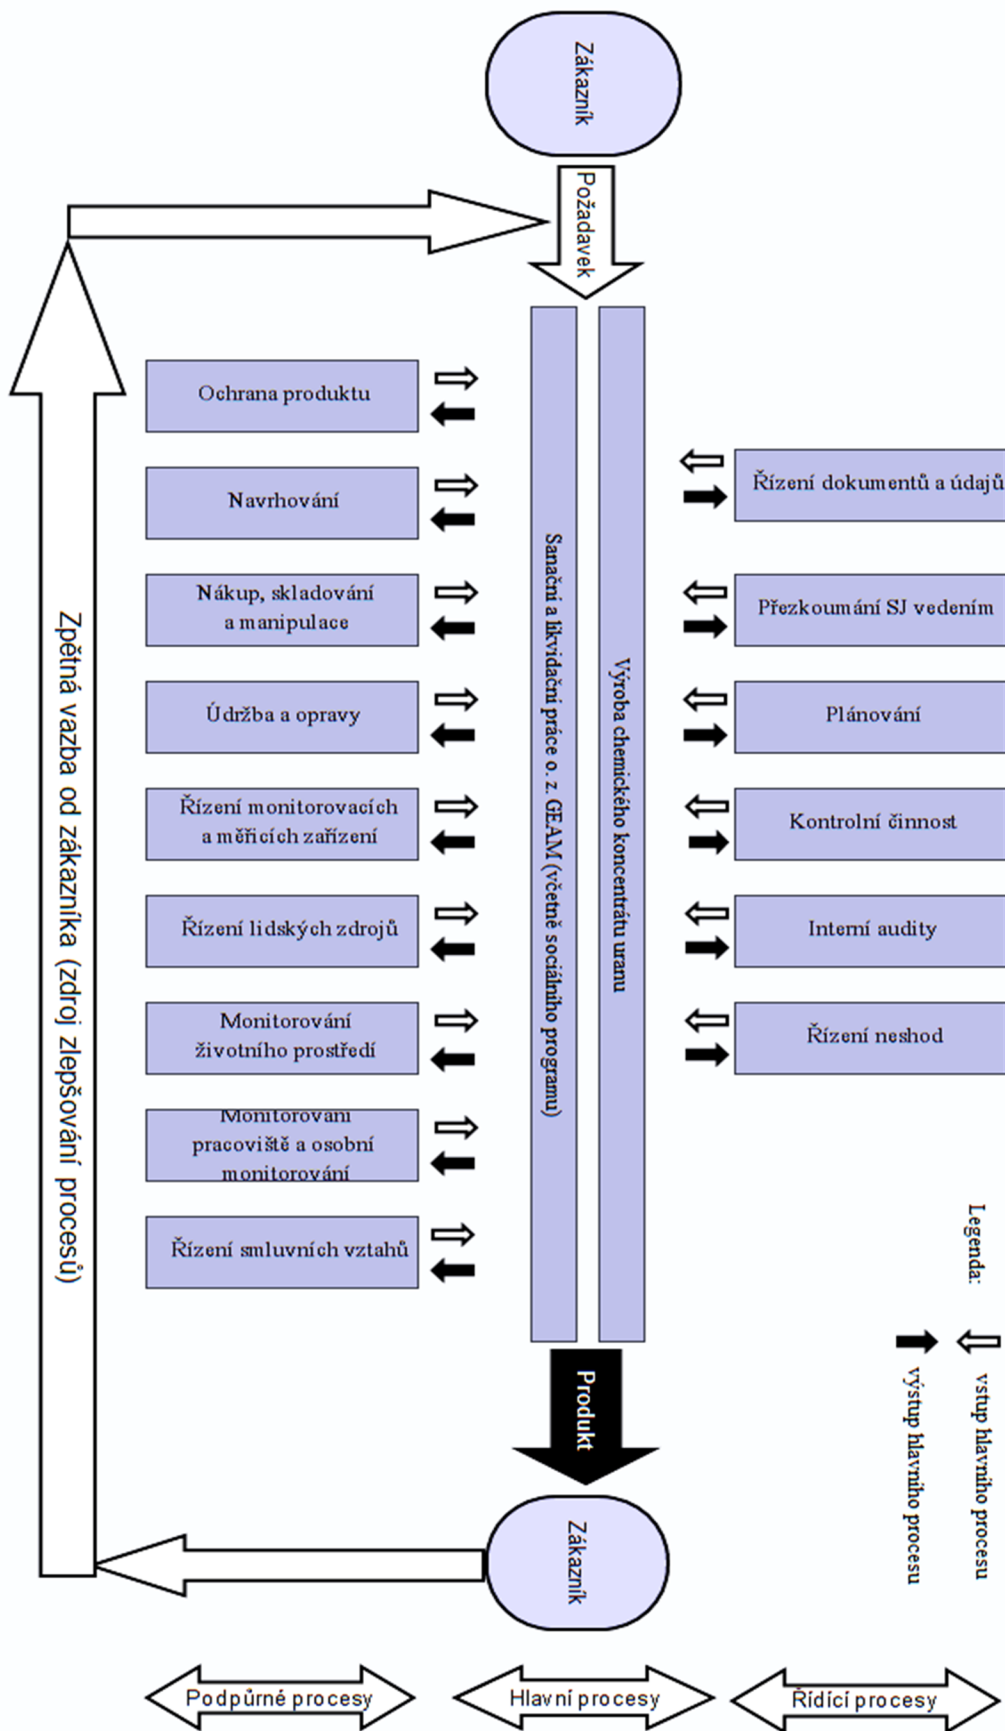 Zákazník
Požadavek
Ochrana produktu
Navrhování
Nákup, skladování
a manipulace
Údržba a opravy
Řízení monitorovacích
a měřicích zařízení
Řízení lidských zdrojů
Monitorování
životního prostředí
Monitorování
pracoviště a osobní
monitorování
Řízení smluvních vztahů
Sanační a likvidační práce o. z. GEAM (včetně sociálního programu)
Výroba chemického koncentrátu uranu
Řízení dokumentů a údajů
Přezkoumání SJ vedením
Plánování
Kontrolní činnost
Interní audity
Řízení neshod
Zpětná vazba od zákazníka (zdroj zlepšování procesů)
Legenda:
vstup hlavního procesu
výstup hlavního procesu
Produkt
Zákazník
Podpůrné procesy
Hlavní procesy
Řídící procesy